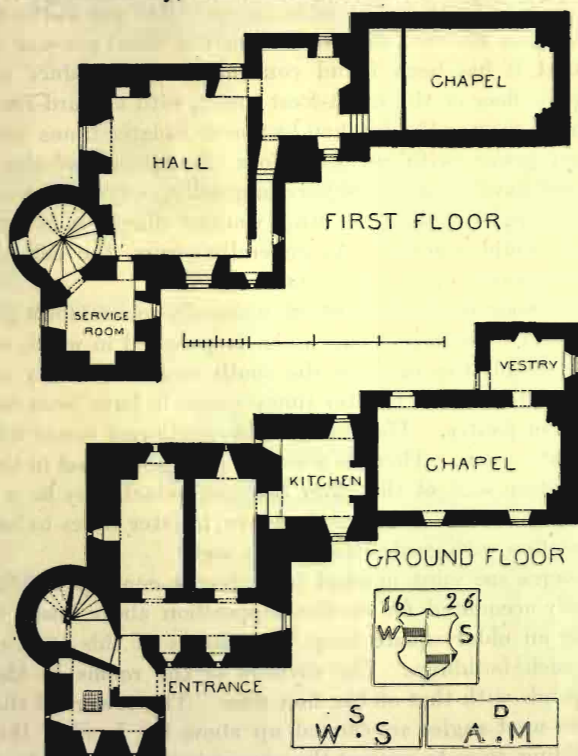 CHAPEL
HALL
FIRST FLOOR
SERVICE
ROOM
VESTRY
CHAPEL
KITCHEN
GROUND FLOOR
ENTRANCE
16 26
W S
S
W. S
D
A. M